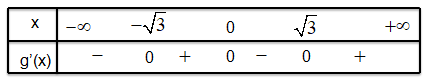 x −∞ −√3 0 √3 +∞
g’(x) − 0 + 0 − 0 +